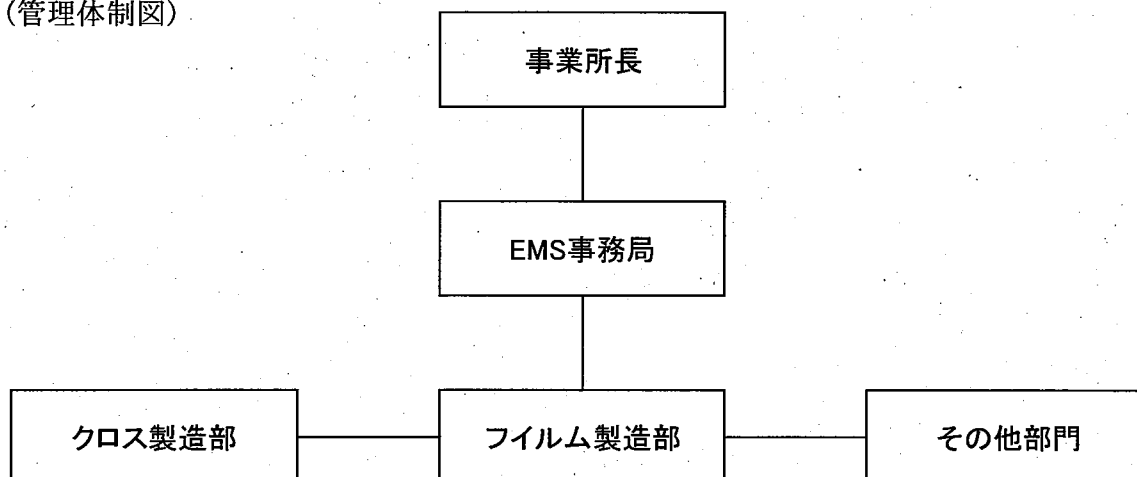 (管理体制図)
事業所長
EMS事務局
クロス製造部
フイルム製造部
その他部門